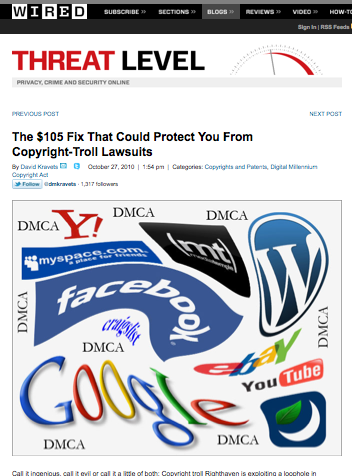 WIRED SUBSCRIBE >> SECTIONS >> BLOGS >> REVIEWS >> VIDEO >> HOW-TO
Sign In | RSS Feeds
THREAT LEVEL
PRIVACY, CRIME AND SECURITY ONLINE
PREVIOUS POST NEXT POST
The $105 Fix That Could Protect You From
Copyright-Troll Lawsuits
By David Kravets October 27, 2010 | 1:54 pm | Categories: Copyrights and Patents, Digital Millennium
Copyright Act
Follow @dmkravets · 1,317 followers
DMCA
Y!
DMCA
DMCA
myspace.com
a place for friends
(mt)
mediatemple
W
facebook
DMCA
DMCA
craigslist
DMCA
ebay
YouTube
Google
DMCA
DMCA
Call it ingenious, call it evil or call it a little of both: Copyright troll Righthaven is exploiting a loophole in